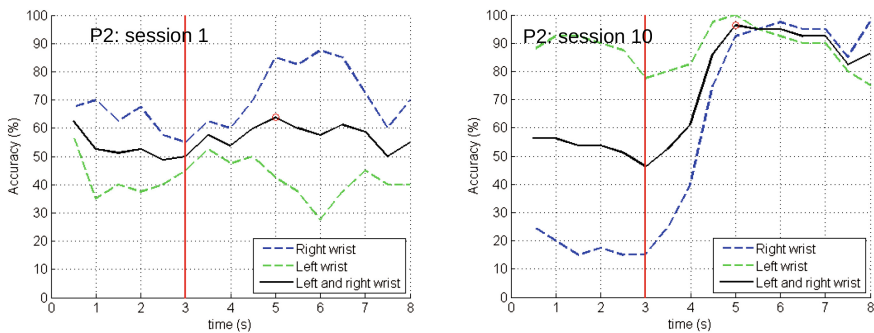 P2: session 1
100
90
80
70
60
50
40
30
20
10
0
Accuracy (%)
0 1 2 3 4 5 6 7 8
time (s)
Right wrist
Left wrist
Left and right wrist
P2: session 10
100
90
80
70
60
50
40
30
20
10
0
Accuracy (%)
0 1 2 3 4 5 6 7 8
time (s)
Right wrist
Left wrist
Left and right wrist